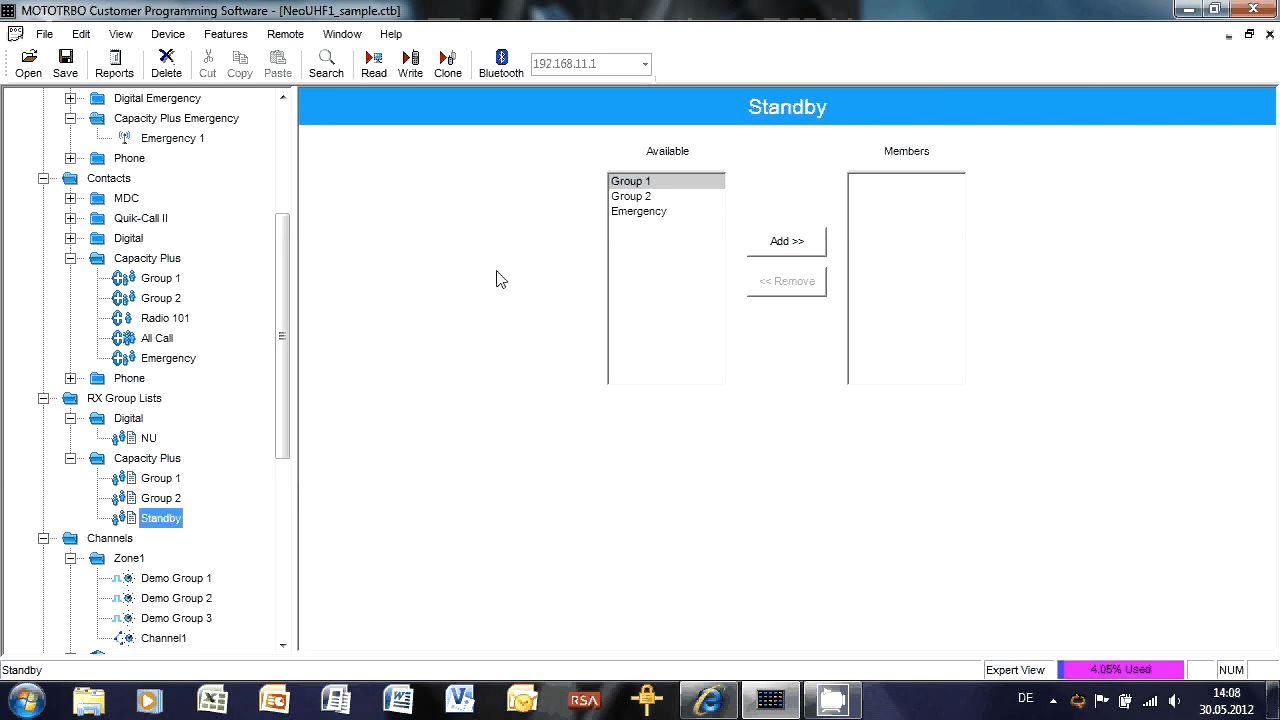 MOTOTRBO Customer Programming Software - [NeoUHF1_sample.ctb]
File Edit View Device Features Remote Window Help
Open Save Reports Delete Cut Copy Paste Search Read Write Clone Bluetooth 192.168.11.1
Digital Emergency
Capacity Plus Emergency
Emergency 1
Phone
Contacts
MDC
Quik-Call II
Digital
Capacity Plus
Group 1
Group 2
Radio 101
All Call
Emergency
Phone
RX Group Lists
Digital
NU
Capacity Plus
Group 1
Group 2
Standby
Channels
Zone1
Demo Group 1
Demo Group 2
Demo Group 3
Channel1
Standby
Available Members
Group 1
Group 2
Emergency
Add >>
<< Remove
Standby Expert View 4.05% Used NUM
RSA DE 14:08
30.05.2012